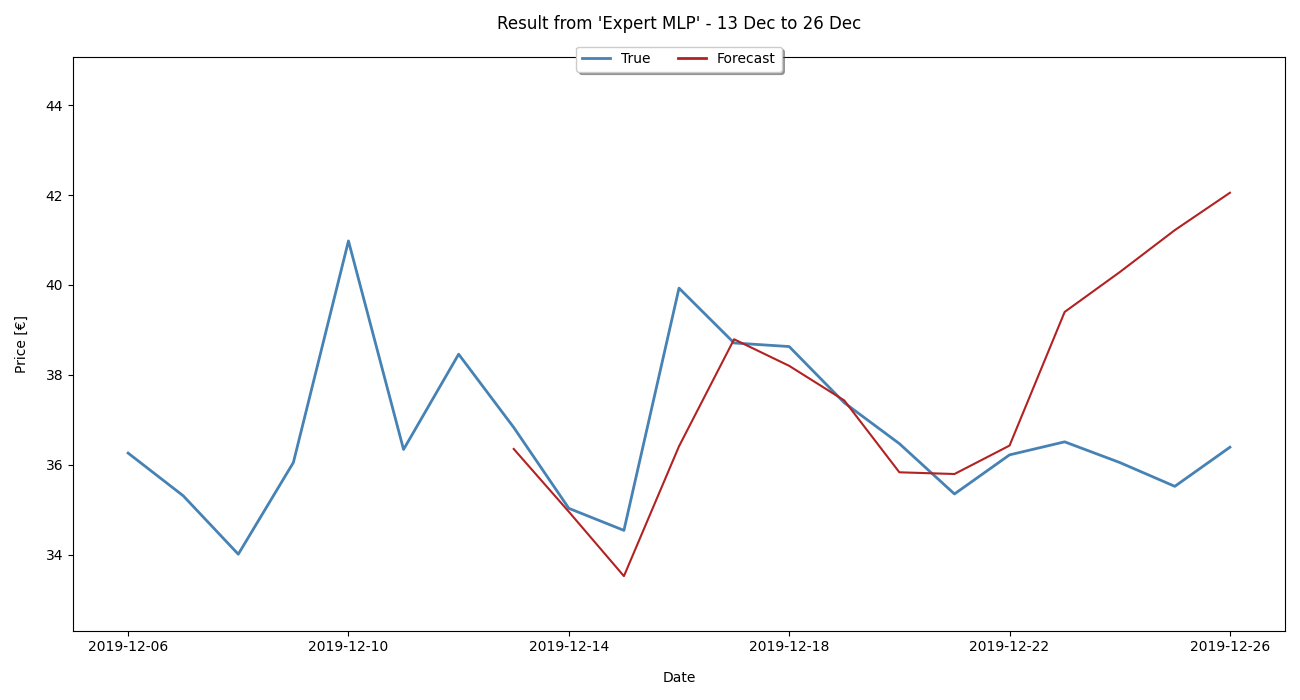 Result from 'Expert MLP' - 13 Dec to 26 Dec
True Forecast
44
42
40
38
36
34
Price [€]
2019-12-06 2019-12-10 2019-12-14 2019-12-18 2019-12-22 2019-12-26
Date